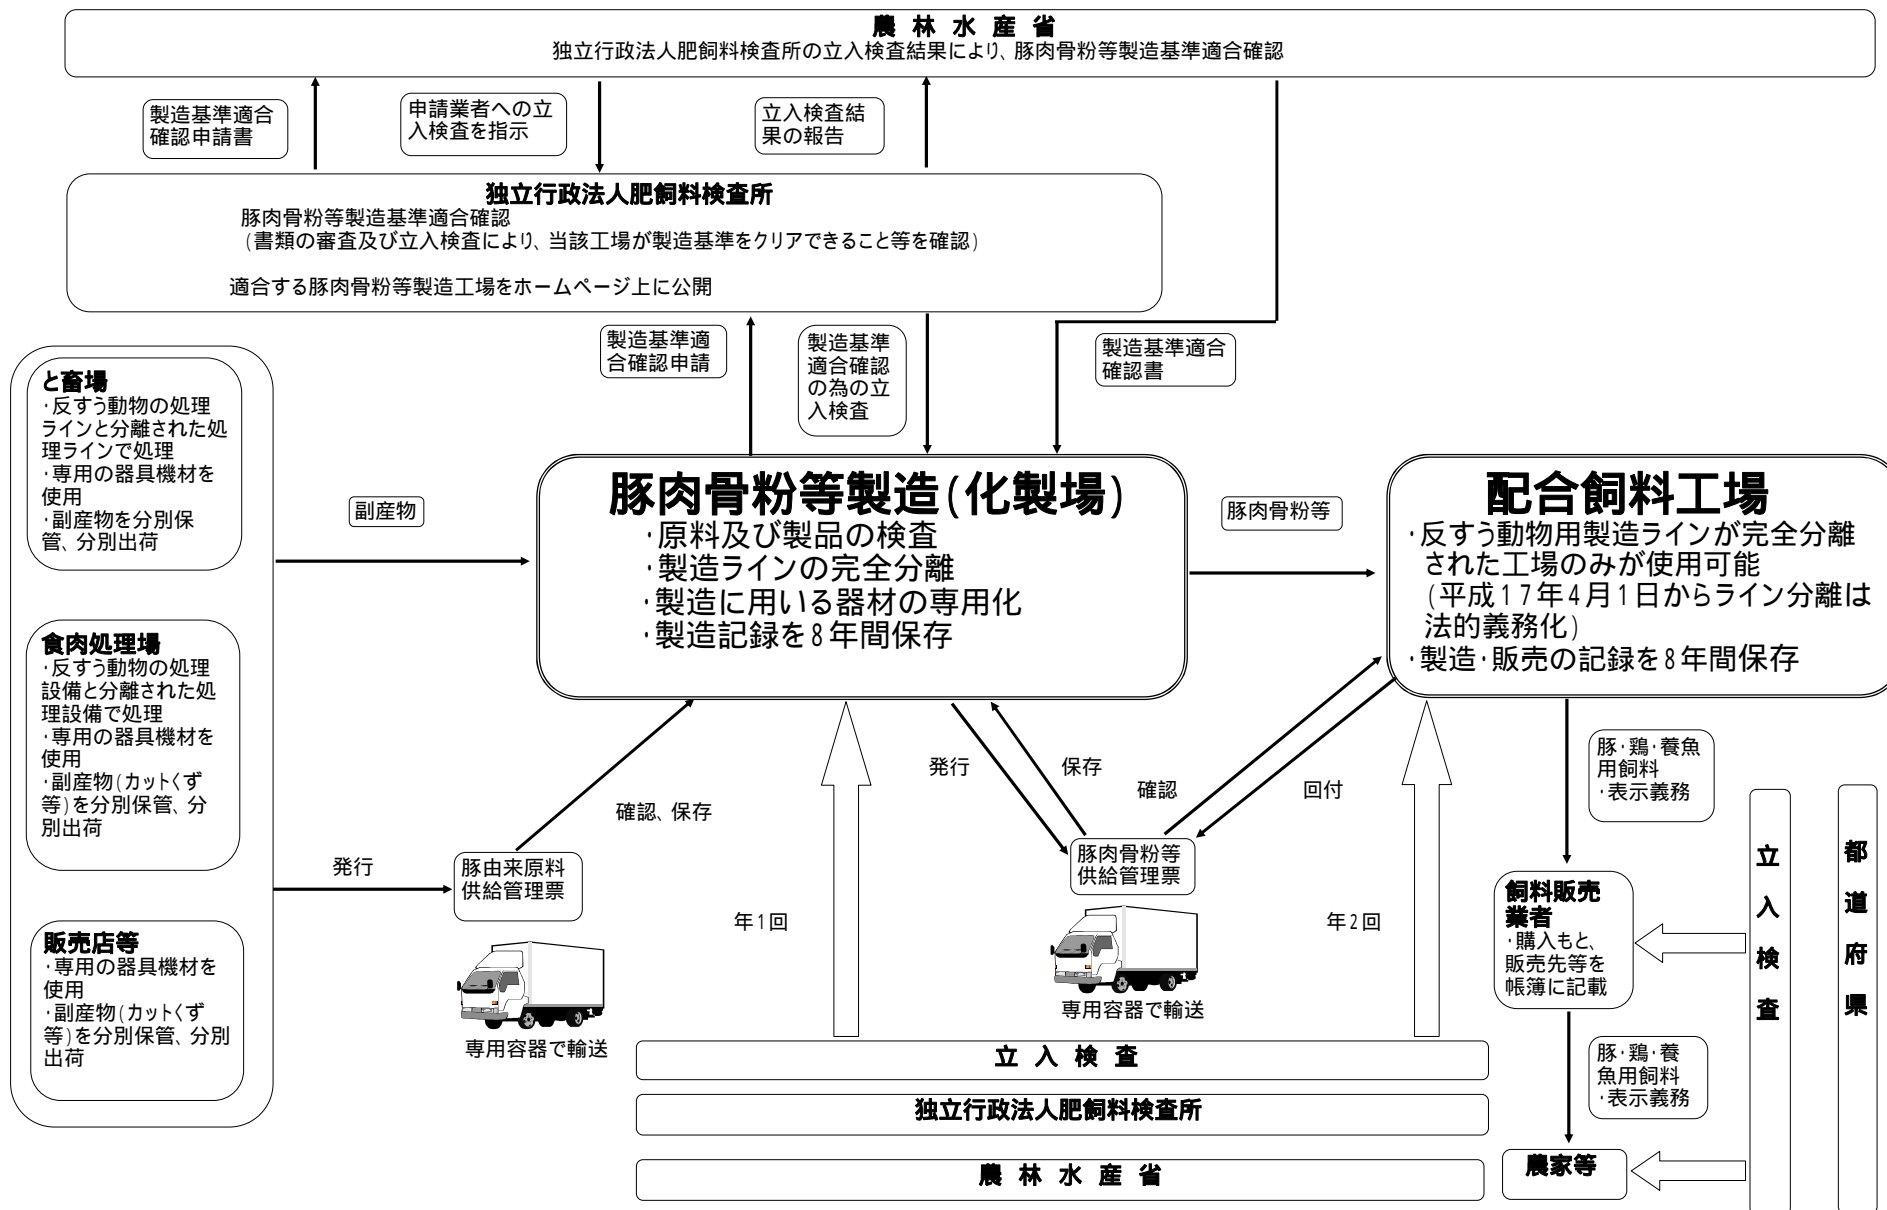 農 林 水 産 省
独立行政法人肥飼料検査所の立入検査結果により、豚肉骨粉等製造基準適合確認
製造基準適合
確認申請書
申請業者への立
入検査を指示
立入検査結
果の報告
独立行政法人肥飼料検査所
豚肉骨粉等製造基準適合確認
(書類の審査及び立入検査により、当該工場が製造基準をクリアできること等を確認)
適合する豚肉骨粉等製造工場をホームページ上に公開
製造基準適
合確認申請
製造基準
適合確認
の為の立
入検査
製造基準適合
確認書
と畜場
・反すう動物の処理
ラインと分離された処
理ラインで処理
・専用の器具機材を
使用
・副産物を分別保
管、分別出荷
食肉処理場
・反すう動物の処理
設備と分離された処
理設備で処理
・専用の器具機材を
使用
・副産物(カットくず
等)を分別保管、分
別出荷
販売店等
・専用の器具機材を
使用
・副産物(カットくず
等)を分別保管、分別
出荷
副産物
豚肉骨粉等製造(化製場)
・原料及び製品の検査
・製造ラインの完全分離
・製造に用いる器材の専用化
・製造記録を8年間保存
豚肉骨粉等
配合飼料工場
・反すう動物用製造ラインが完全分離
された工場のみが使用可能
(平成17年4月1日からライン分離は
法的義務化)
・製造・販売の記録を8年間保存
発行
豚由来原料
供給管理票
確認、保存
専用容器で輸送
年1回
発行
保存
確認
回付
豚肉骨粉等
供給管理票
専用容器で輸送
年2回
豚・鶏・養魚
用飼料
・表示義務
飼料販売
業者
・購入もと、
販売先等を
帳簿に記載
豚・鶏・養
魚用飼料
・表示義務
農家等
立入検査
都道府県
立 入 検 査
独立行政法人肥飼料検査所
農 林 水 産 省